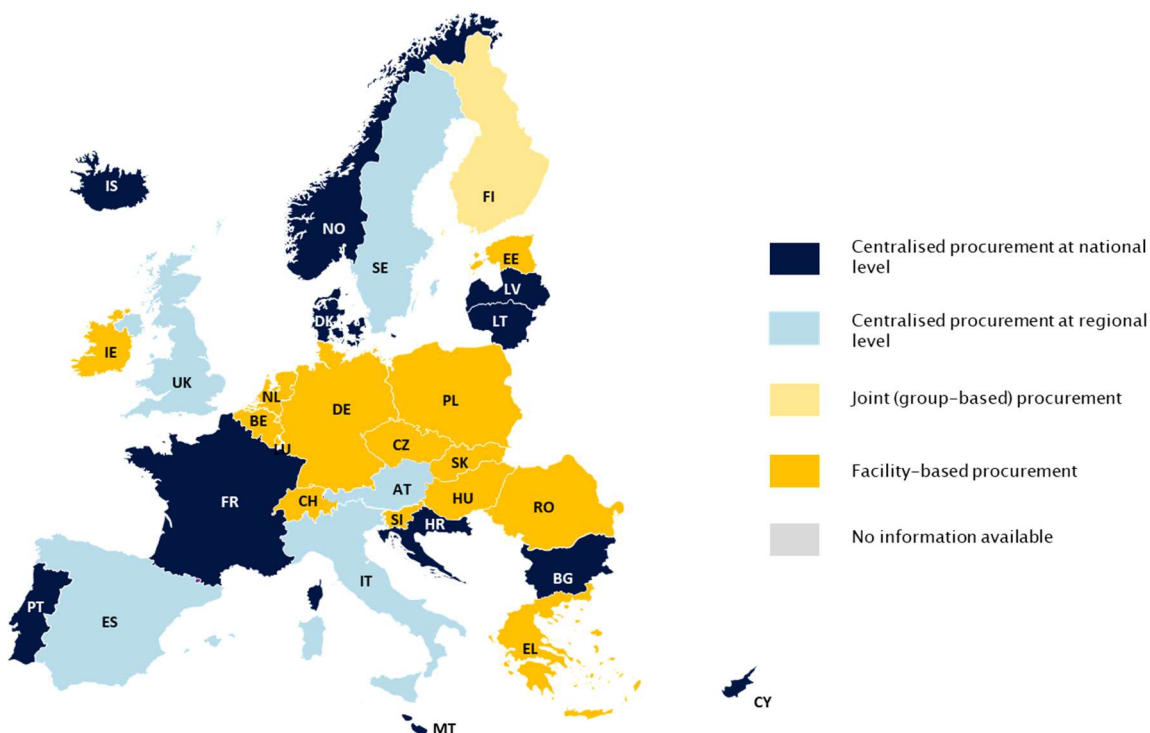 IS
NO
FI
SE
EE
LV
LT
DK
IE
UK
NL
BE
DE
PL
LU
CZ
SK
FR
CH
AT
HU
RO
SI
HR
BG
PT
ES
IT
EL
CY
MT
Centralised procurement at national
level
Centralised procurement at regional
level
Joint (group-based) procurement
Facility-based procurement
No information available